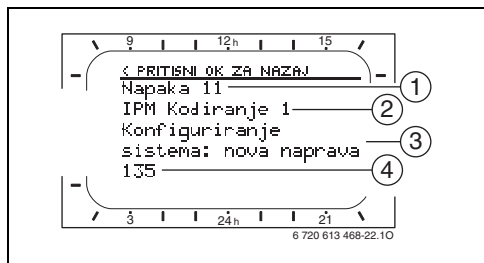 9 12h 15
< PRITISNI OK ZA NAZAJ
Napaka 11 1
IPM Kodiranje 1 2
Konfiguriranje
sistema: nova naprava 3
135 4
3 24h 21
6 720 613 468-22.1O